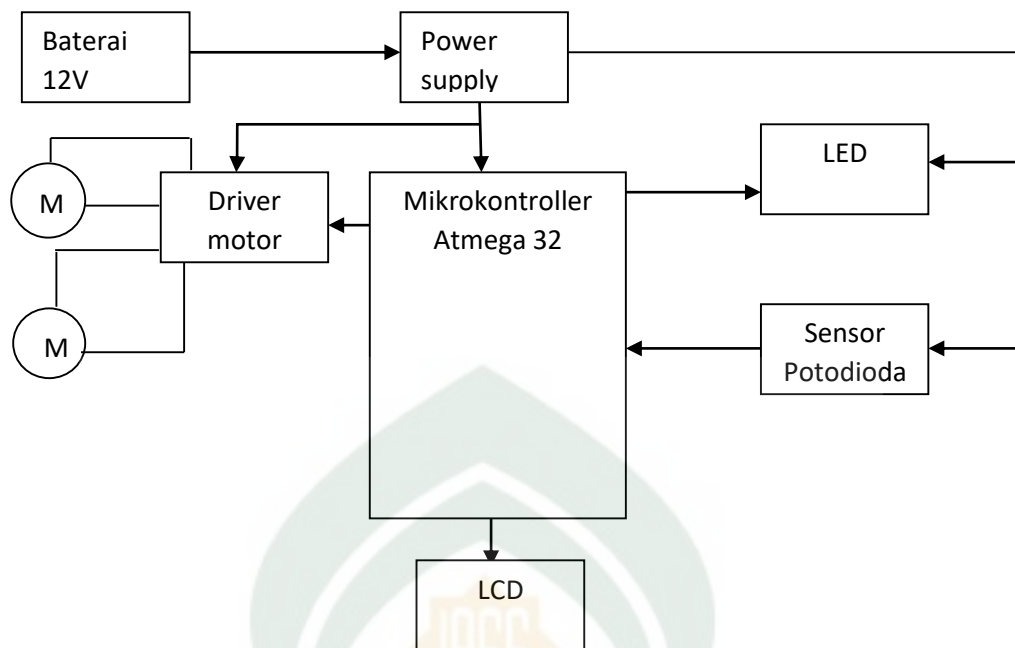 Baterai
12V
Power
supply
LED
M
Driver
motor
Mikrokontroller
Atmega 32
M
Sensor
Potodioda
LCD